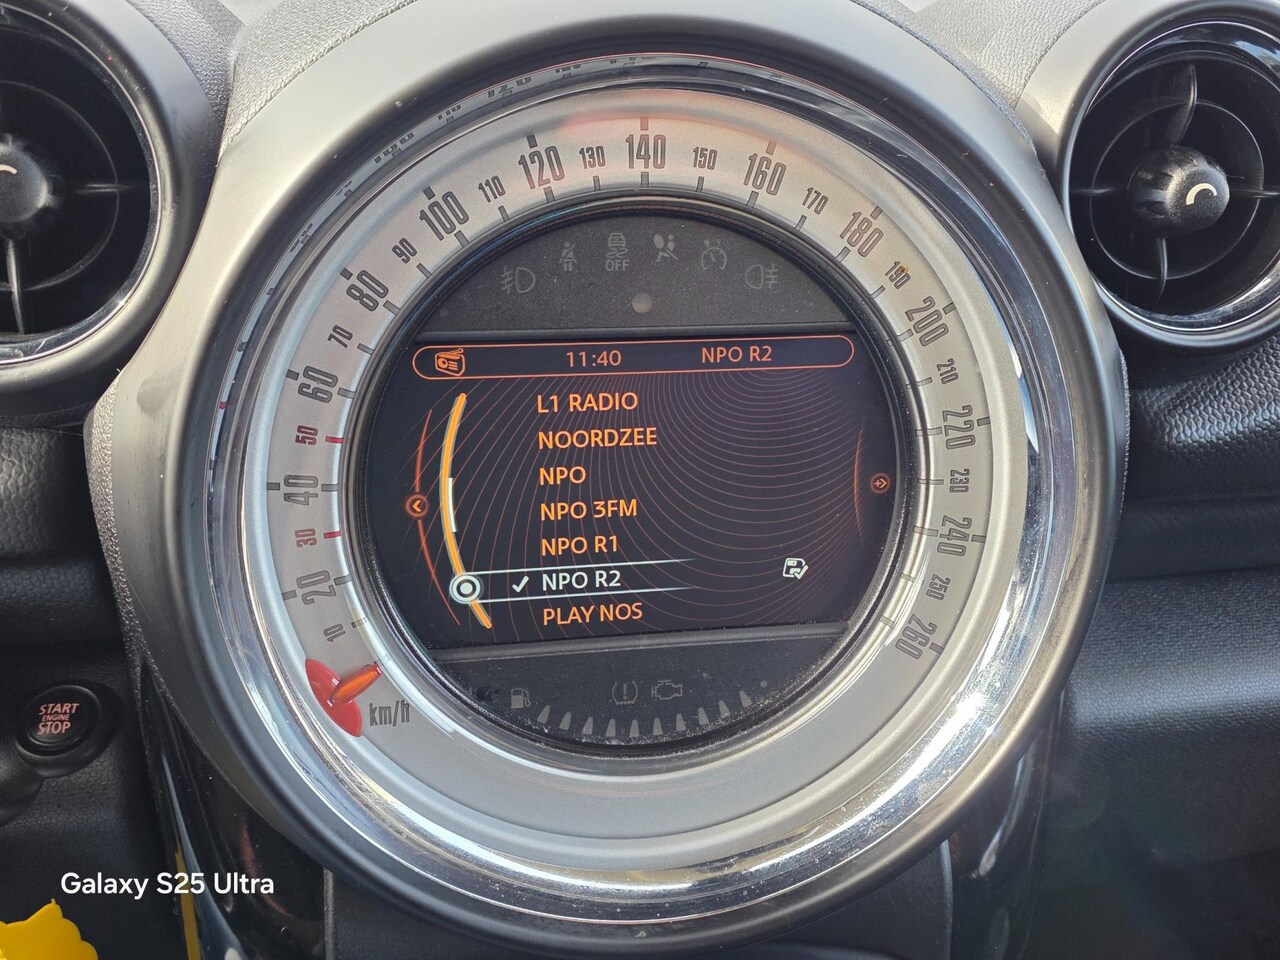 10
20
30
40
50
60
70
80
90
100
110
120
130
140
150
160
170
180
190
200
210
220
230
240
250
260
km/h
OFF
11:40 NPO R2
L1 RADIO
NOORDZEE
NPO
NPO 3FM
NPO R1
NPO R2
PLAY NOS
START
ENGINE
STOP
Galaxy S25 Ultra